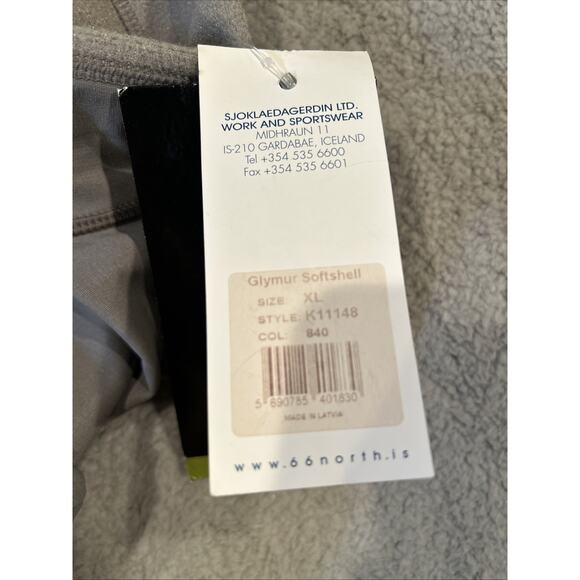 SJOKLAEDAGERDIN LTD.
WORK AND SPORTSWEAR
MIDHRAUN 11
IS-210 GARDABAE, ICELAND
Tel +354 535 6600
Fax +354 535 6601
Glymur Softshell
SIZE: XL
STYLE: K11148
COL: 840
5 690785 401830
MADE IN LATVIA
www.66north.is